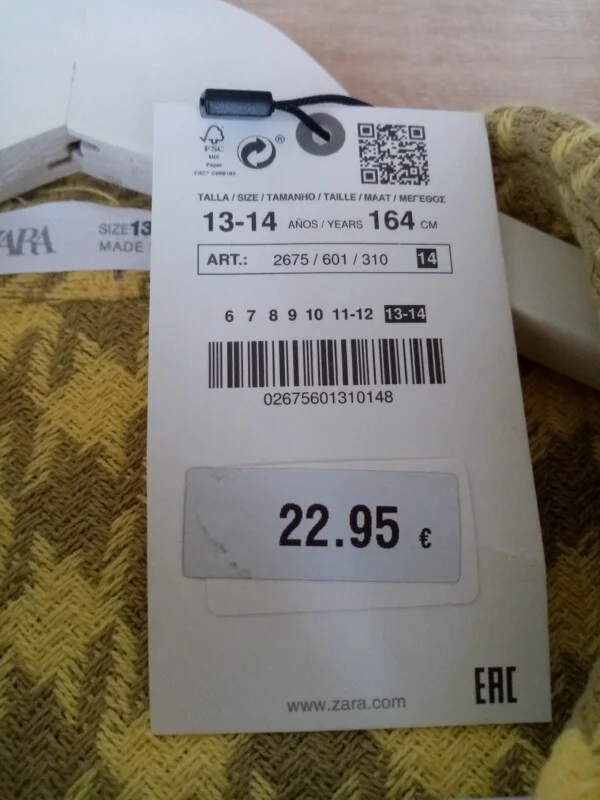 FSC
MIX
Paper
®
TALLA / SIZE / TAMANHO / TAILLE / MAAT / ΜΕΓΕΘΟΣ
13-14 AÑOS / YEARS 164 CM
ART.: 2675 / 601 / 310 14
6 7 8 9 10 11-12 13-14
02675601310148
22.95 €
www.zara.com
EAC
ZARA
SIZE 13
MADE